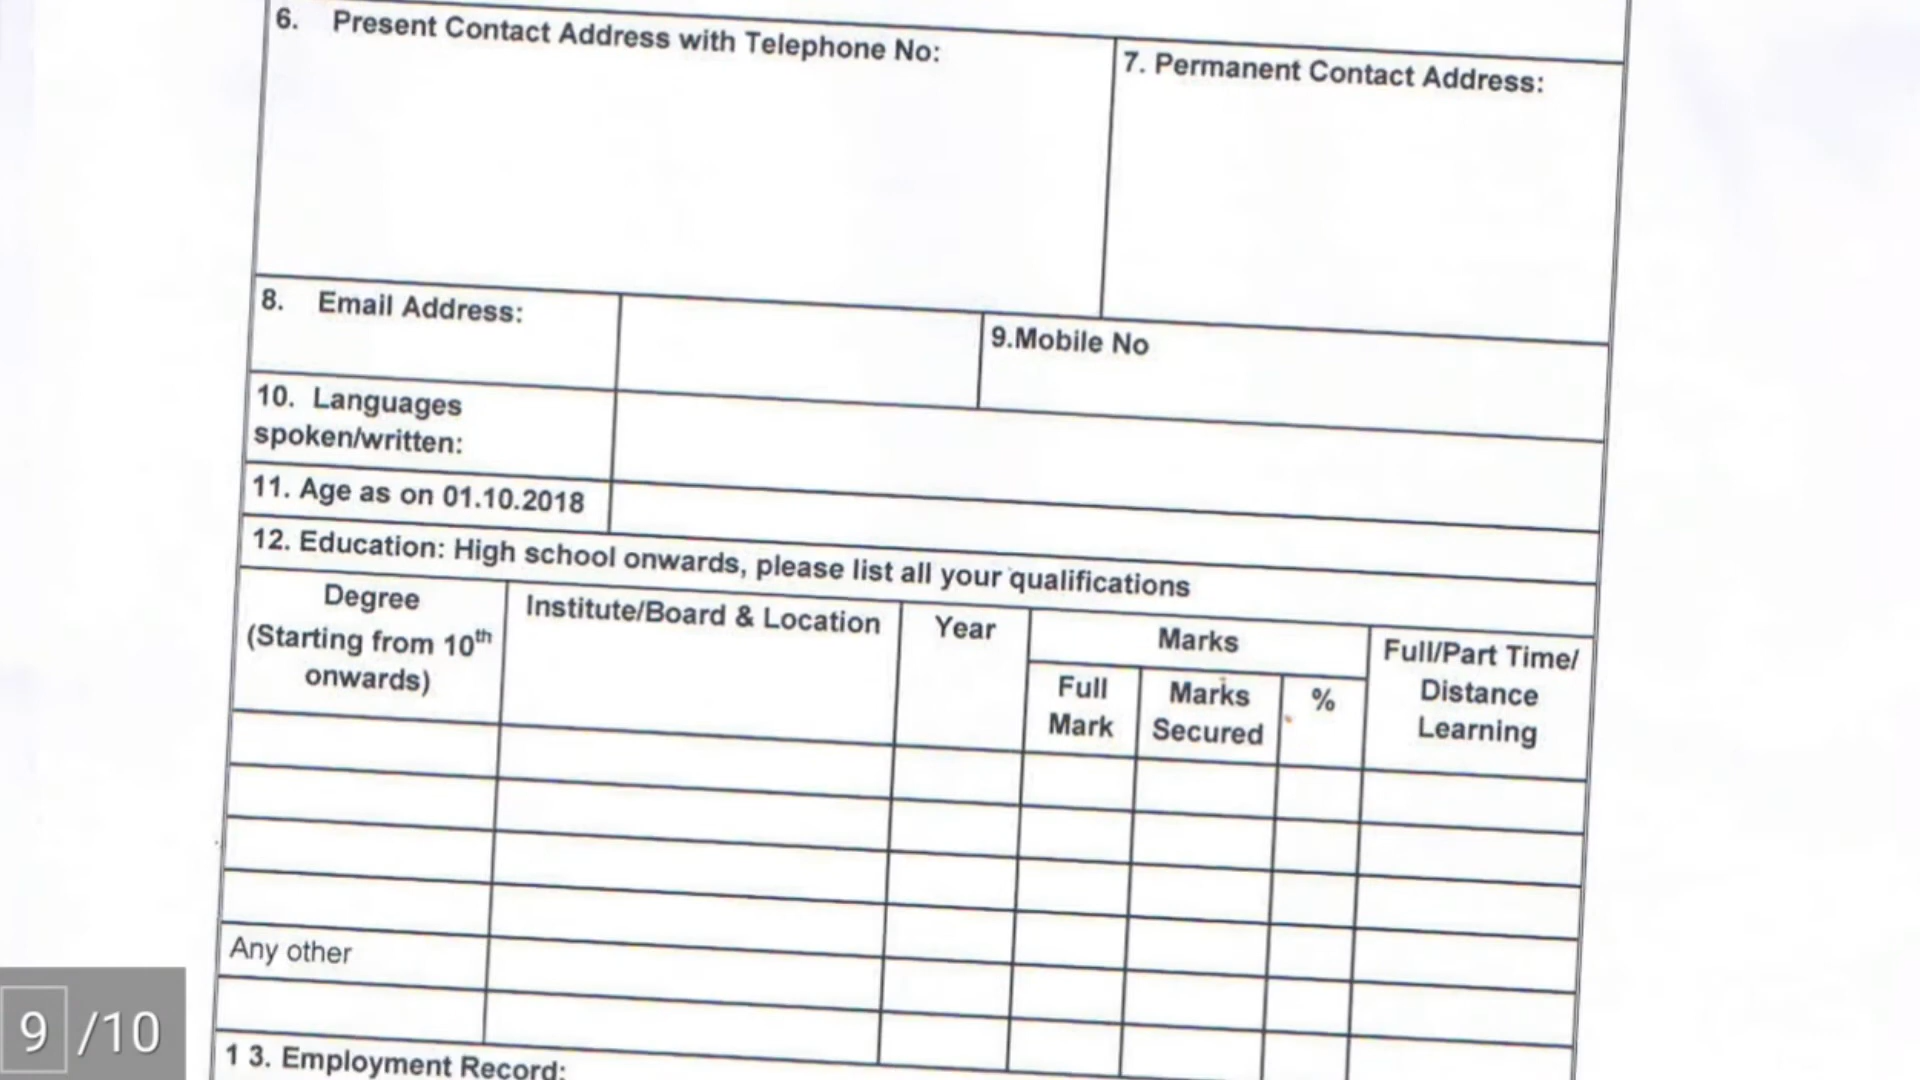 6. Present Contact Address with Telephone No:
7. Permanent Contact Address:
8. Email Address:
9.Mobile No
10. Languages
spoken/written:
11. Age as on 01.10.2018
12. Education: High school onwards, please list all your qualifications
Degree
(Starting from 10th
onwards)
Institute/Board & Location
Year
Marks
Full
Mark
Marks
Secured
%
Full/Part Time/
Distance
Learning
Any other
1 3. Employment Record:
9 /10